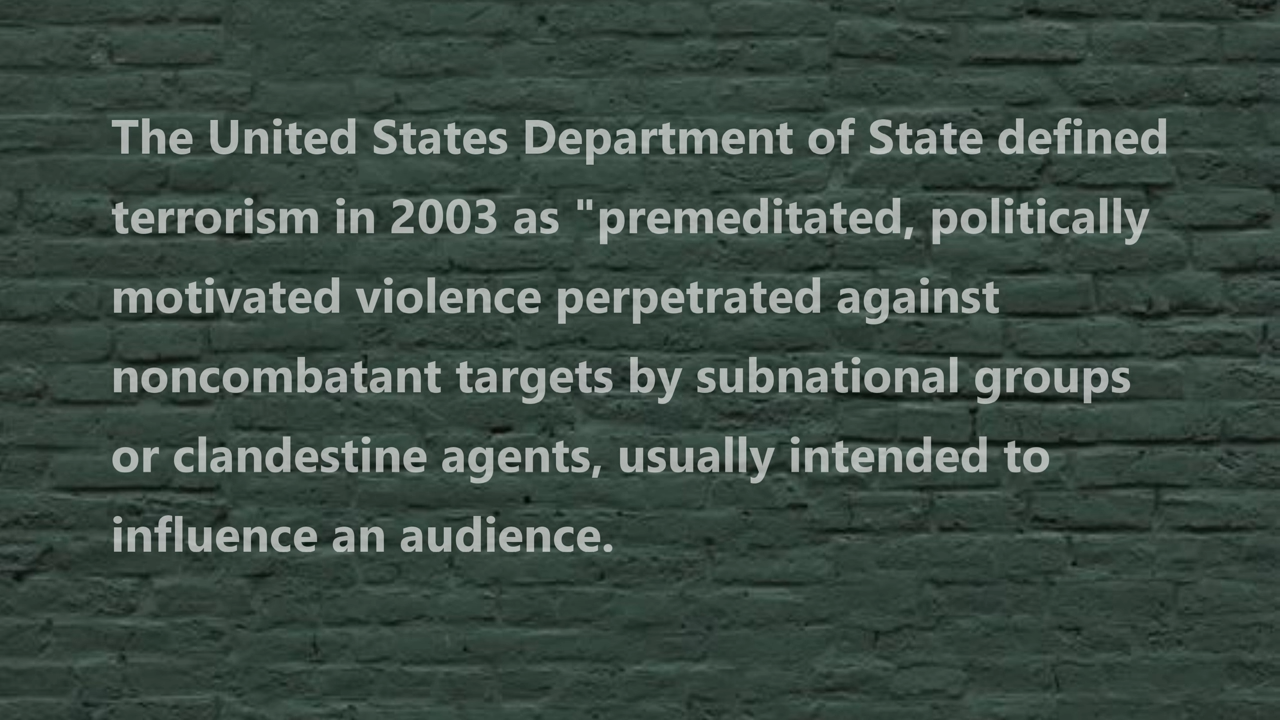 The United States Department of State defined
terrorism in 2003 as "premeditated, politically
motivated violence perpetrated against
noncombatant targets by subnational groups
or clandestine agents, usually intended to
influence an audience.